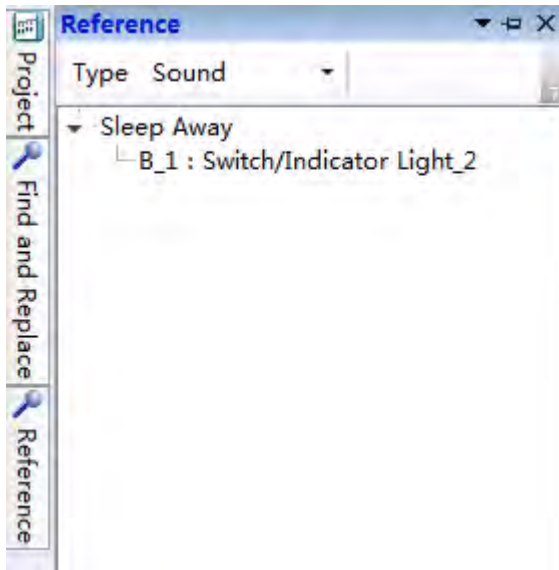 Reference
Type Sound
Sleep Away
B_1 : Switch/Indicator Light_2
Project
Find and Replace
Reference